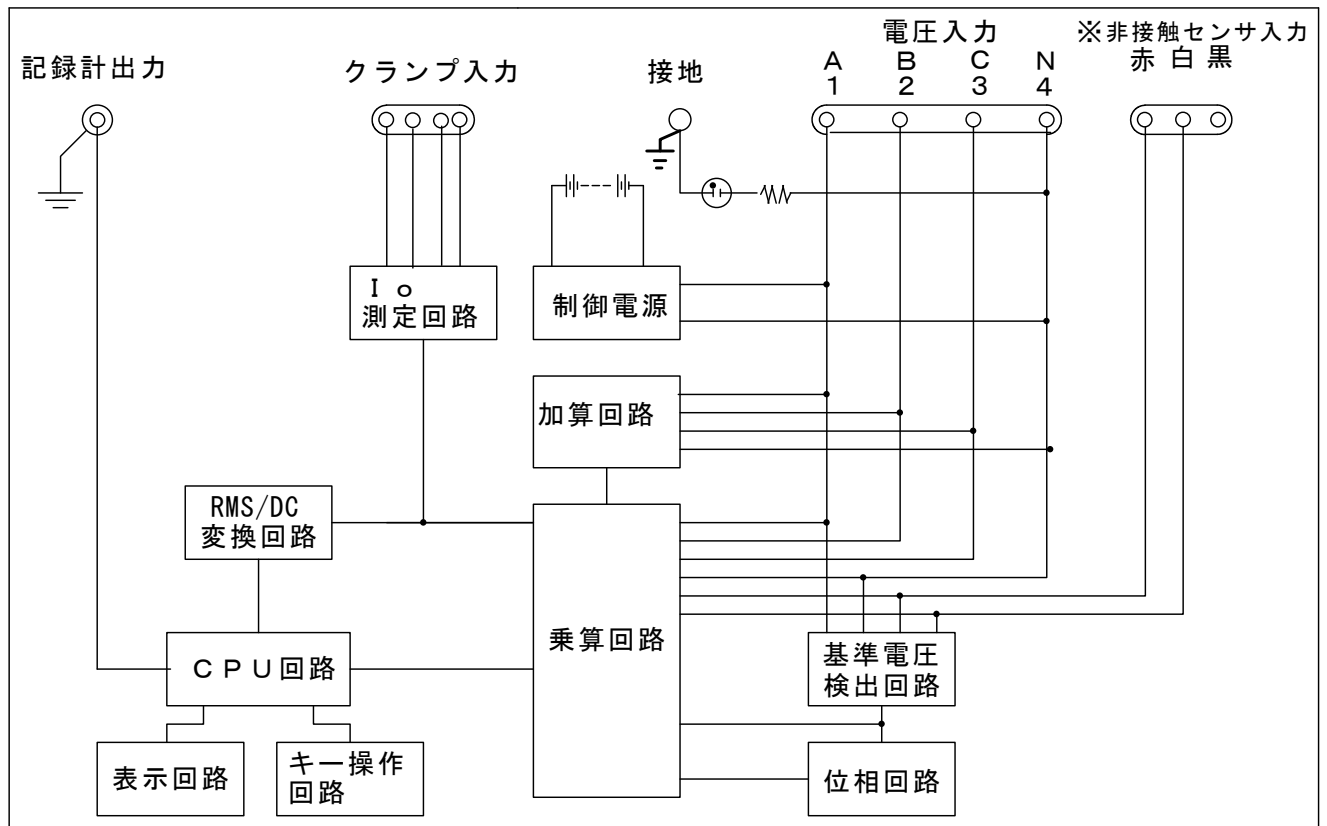 記録計出力
クランプ入力
接地
電圧入力
A B C N
1 2 3 4
※非接触センサ入力
赤 白 黒
Ｉｏ
測定回路
制御電源
加算回路
RMS/DC
変換回路
乗算回路
ＣＰＵ回路
基準電圧
検出回路
表示回路
キー操作
回路
位相回路